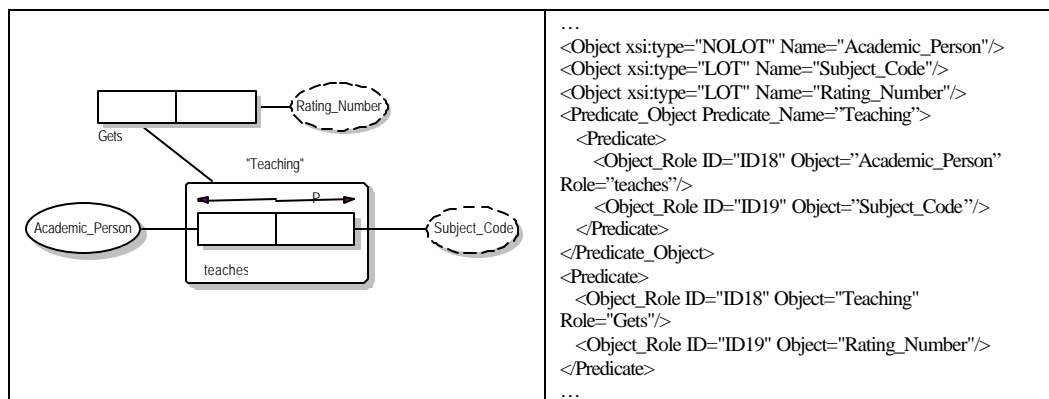 Rating_Number
Gets
"Teaching"
P
Academic_Person
Subject_Code
teaches
…
<Object xsi:type="NOLOT" Name="Academic_Person"/>
<Object xsi:type="LOT" Name="Subject_Code"/>
<Object xsi:type="LOT" Name="Rating_Number"/>
<Predicate_Object Predicate_Name=”Teaching”>
<Predicate>
<Object_Role ID="ID18" Object=”Academic_Person”
Role=”teaches”/>
<Object_Role ID="ID19" Object=”Subject_Code”/>
</Predicate>
</Predicate_Object>
<Predicate>
<Object_Role ID="ID18" Object="Teaching"
Role="Gets"/>
<Object_Role ID="ID19" Object="Rating_Number"/>
</Predicate>
…